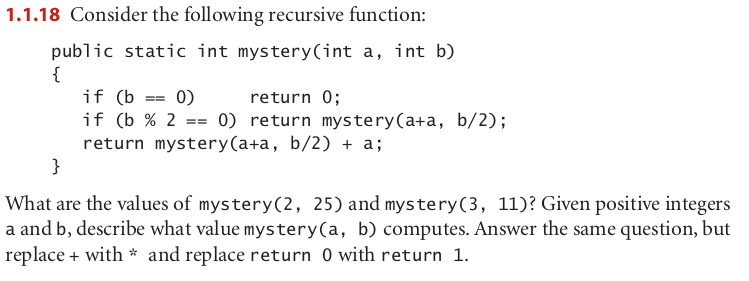 1.1.18 Consider the following recursive function:
public static int mystery(int a, int b)
{
if (b == 0) return 0;
if (b % 2 == 0) return mystery(a+a, b/2);
return mystery(a+a, b/2) + a;
}
What are the values of mystery(2, 25) and mystery(3, 11)? Given positive integers
a and b, describe what value mystery(a, b) computes. Answer the same question, but
replace + with * and replace return 0 with return 1.